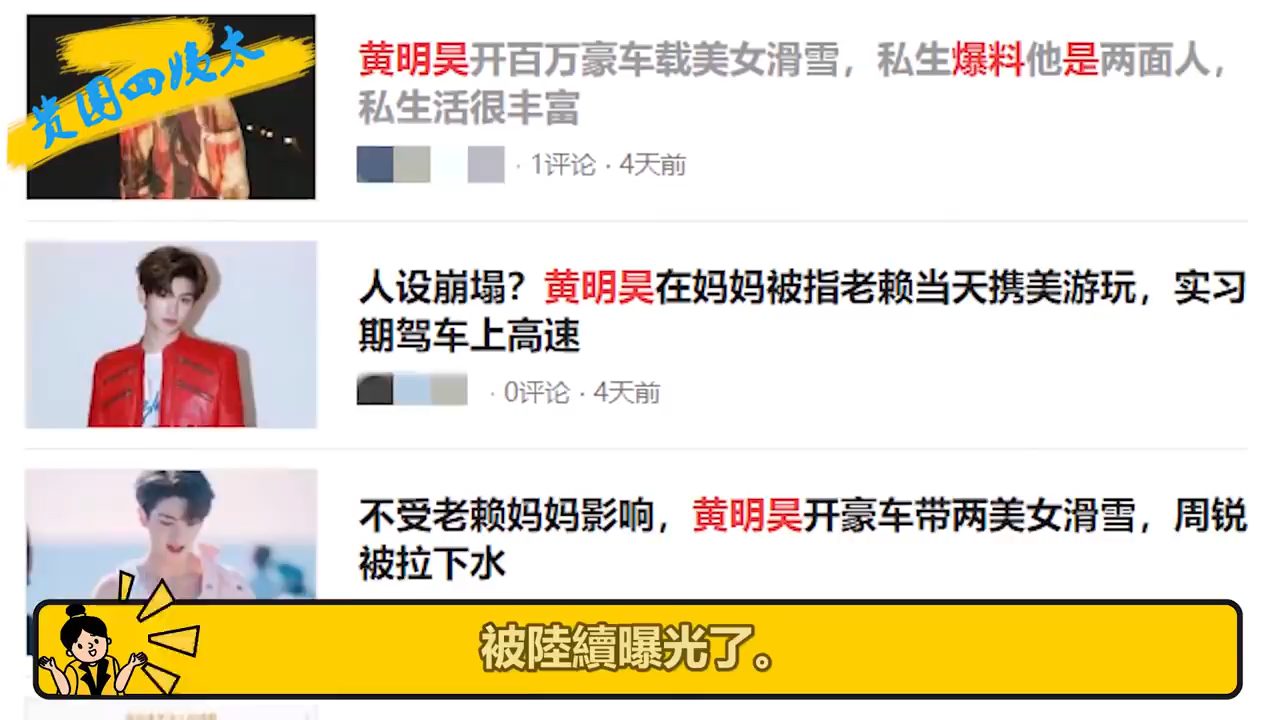 贵圈四姨太
黄明昊开百万豪车载美女滑雪，私生爆料他是两面人，
私生活很丰富
· 1评论 · 4天前
人设崩塌？黄明昊在妈妈被指老赖当天携美游玩，实习
期驾车上高速
· 0评论 · 4天前
不受老赖妈妈影响，黄明昊开豪车带两美女滑雪，周锐
被拉下水
被陸續曝光了。